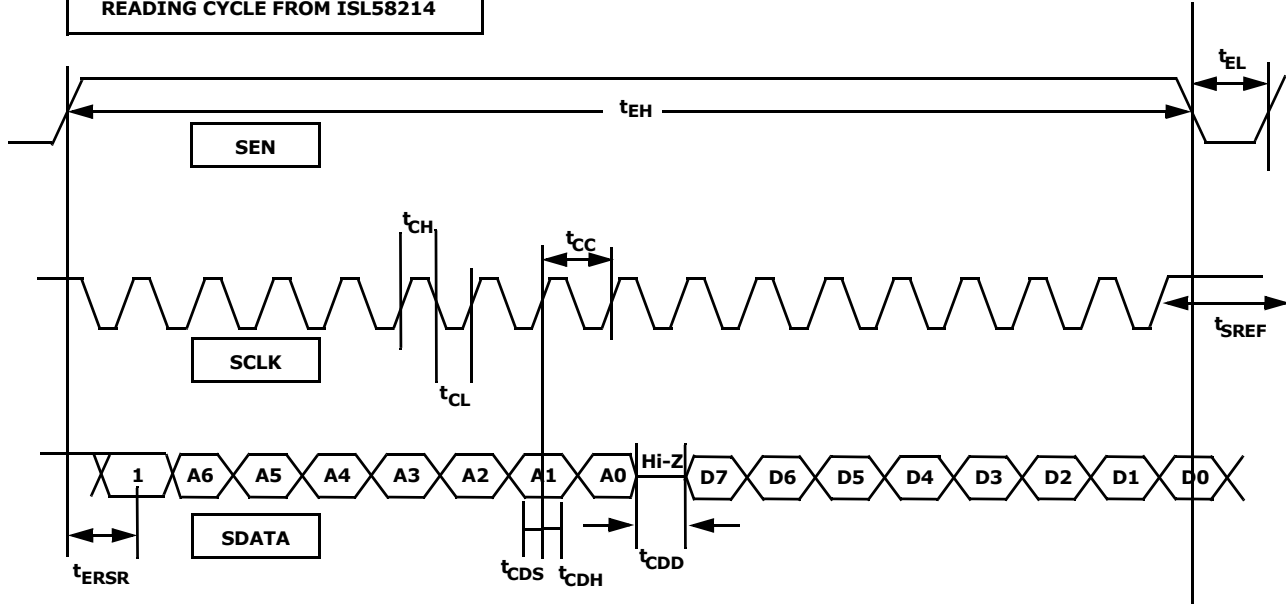 READING CYCLE FROM ISL58214
tEL
tEH
SEN
tCH
tCC
tSREF
SCLK
tCL
1 A6 A5 A4 A3 A2 A1 A0 Hi-Z D7 D6 D5 D4 D3 D2 D1 D0
SDATA
tERSR
tCDS
tCDH
tCDD